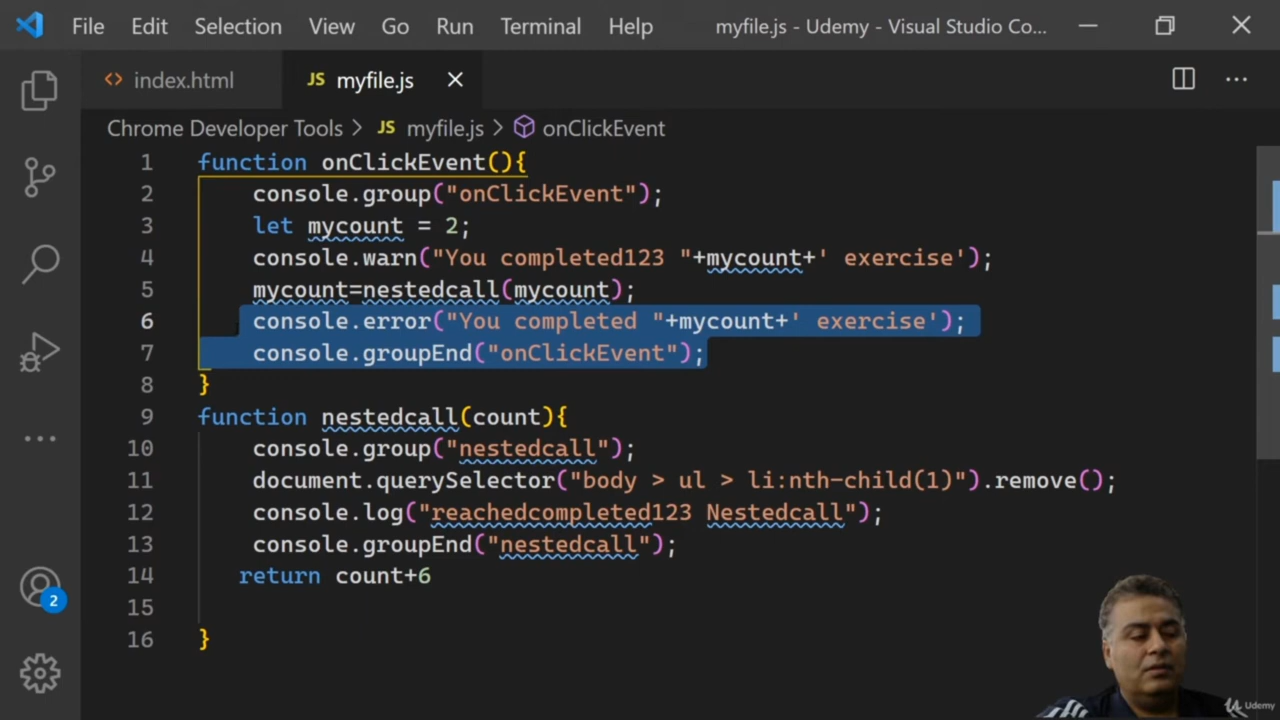 File Edit Selection View Go Run Terminal Help myfile.js - Udemy - Visual Studio Co...
index.html JS myfile.js
Chrome Developer Tools > JS myfile.js > onClickEvent
1 function onClickEvent(){
2 console.group("onClickEvent");
3 let mycount = 2;
4 console.warn("You completed123 "+mycount+' exercise');
5 mycount=nestedcall(mycount);
6 console.error("You completed "+mycount+' exercise');
7 console.groupEnd("onClickEvent");
8 }
9 function nestedcall(count){
10 console.group("nestedcall");
11 document.querySelector("body > ul > li:nth-child(1)").remove();
12 console.log("reachedcompleted123 Nestedcall");
13 console.groupEnd("nestedcall");
14 return count+6
15
16 }
2
Udemy